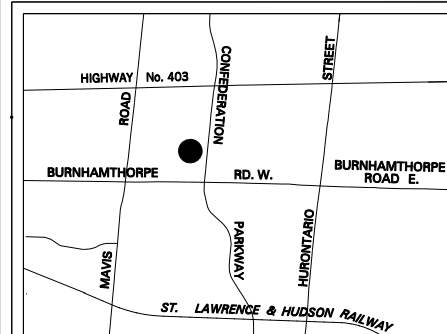 HIGHWAY No. 403
ROAD
CONFEDERATION
STREET
BURNHAMTHORPE RD. W.
BURNHAMTHORPE
ROAD E.
MAVIS
PARKWAY
HURONTARIO
ST. LAWRENCE & HUDSON RAILWAY